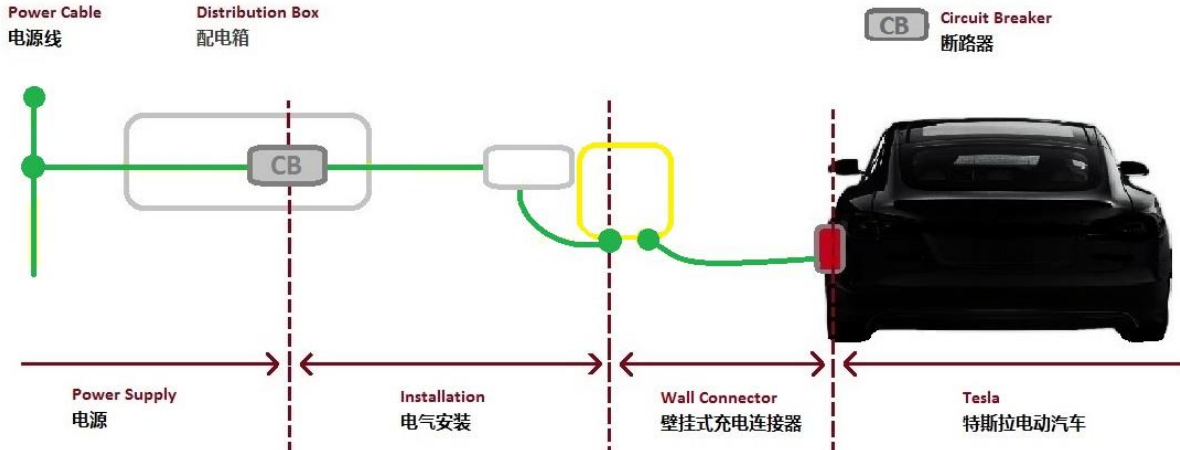 Power Cable
电源线
Distribution Box
配电箱
CB
Circuit Breaker
断路器
CB
Power Supply
电源
Installation
电气安装
Wall Connector
壁挂式充电连接器
Tesla
特斯拉电动汽车